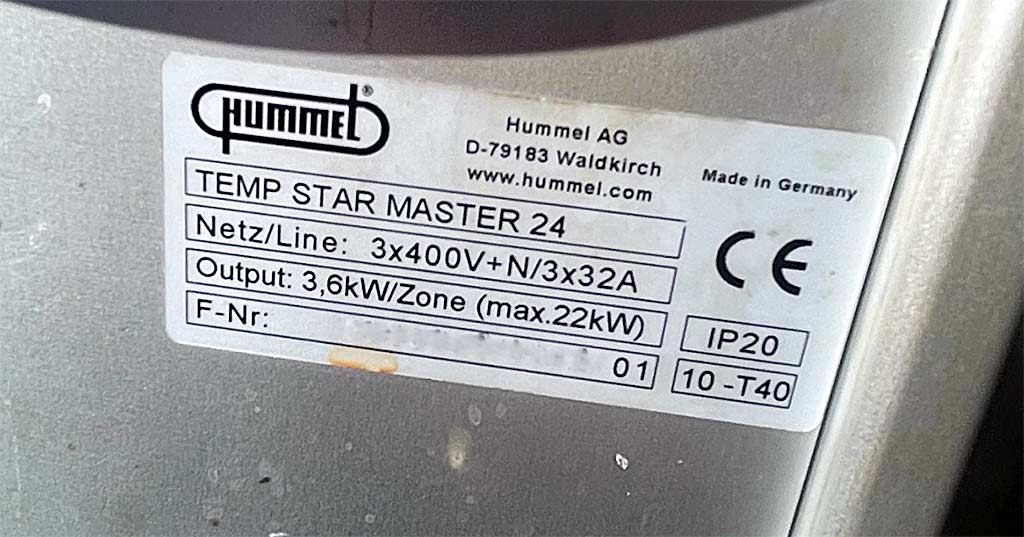 HUMMEL®
Hummel AG
D-79183 Waldkirch
www.hummel.com
Made in Germany
TEMP STAR MASTER 24
Netz/Line: 3x400V+N/3x32A
CE
Output: 3,6kW/Zone (max.22kW)
IP20
F-Nr: 01
10-T40